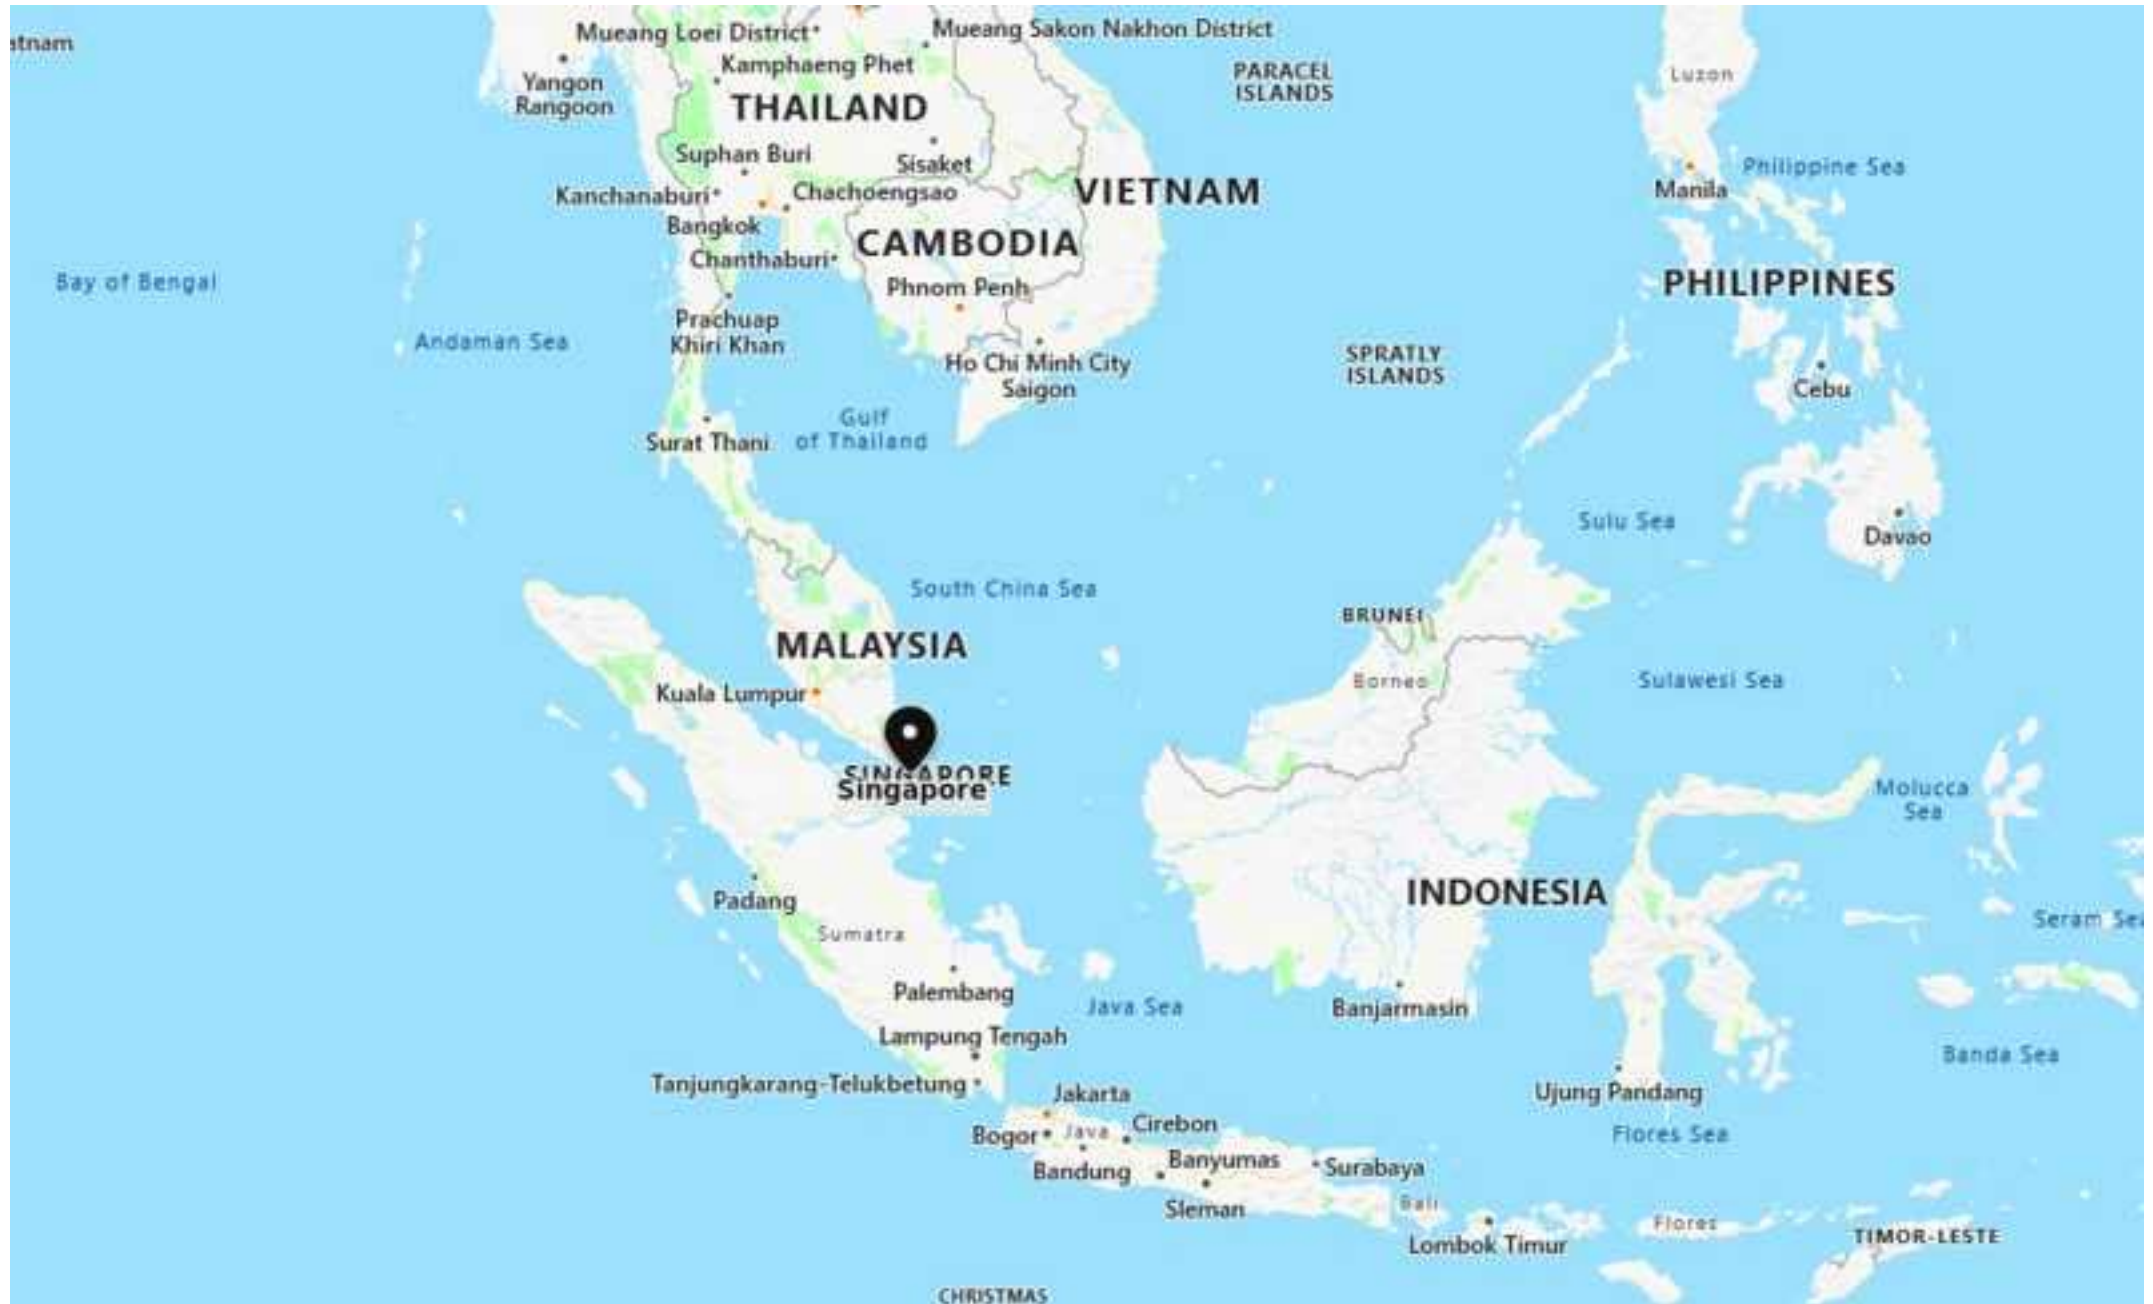 Mueang Loei District
Mueang Sakon Nakhon District
atnam
Kamphaeng Phet
Yangon
Rangoon
PARACEL
ISLANDS
Luzon
THAILAND
Suphan Buri
Sisaket
Philippine Sea
Kanchanaburi
Chachoengsao
VIETNAM
Manila
Bangkok
CAMBODIA
Chanthaburi
Bay of Bengal
Phnom Penh
PHILIPPINES
Prachuap
Khiri Khan
Andaman Sea
Ho Chi Minh City
Saigon
SPRATLY
ISLANDS
Cebu
Gulf
of Thailand
Surat Thani
Sulu Sea
Davao
South China Sea
BRUNEI
MALAYSIA
Kuala Lumpur
Borneo
Sulawesi Sea
SINGAPORE
Singapore
Molucca
Sea
Padang
INDONESIA
Sumatra
Seram Sea
Palembang
Java Sea
Banjarmasin
Lampung Tengah
Banda Sea
Tanjungkarang-Telukbetung
Jakarta
Ujung Pandang
Bogor
Java
Cirebon
Flores Sea
Bandung
Banyumas
Surabaya
Sleman
Bali
Flores
Lombok Timur
TIMOR-LESTE
CHRISTMAS